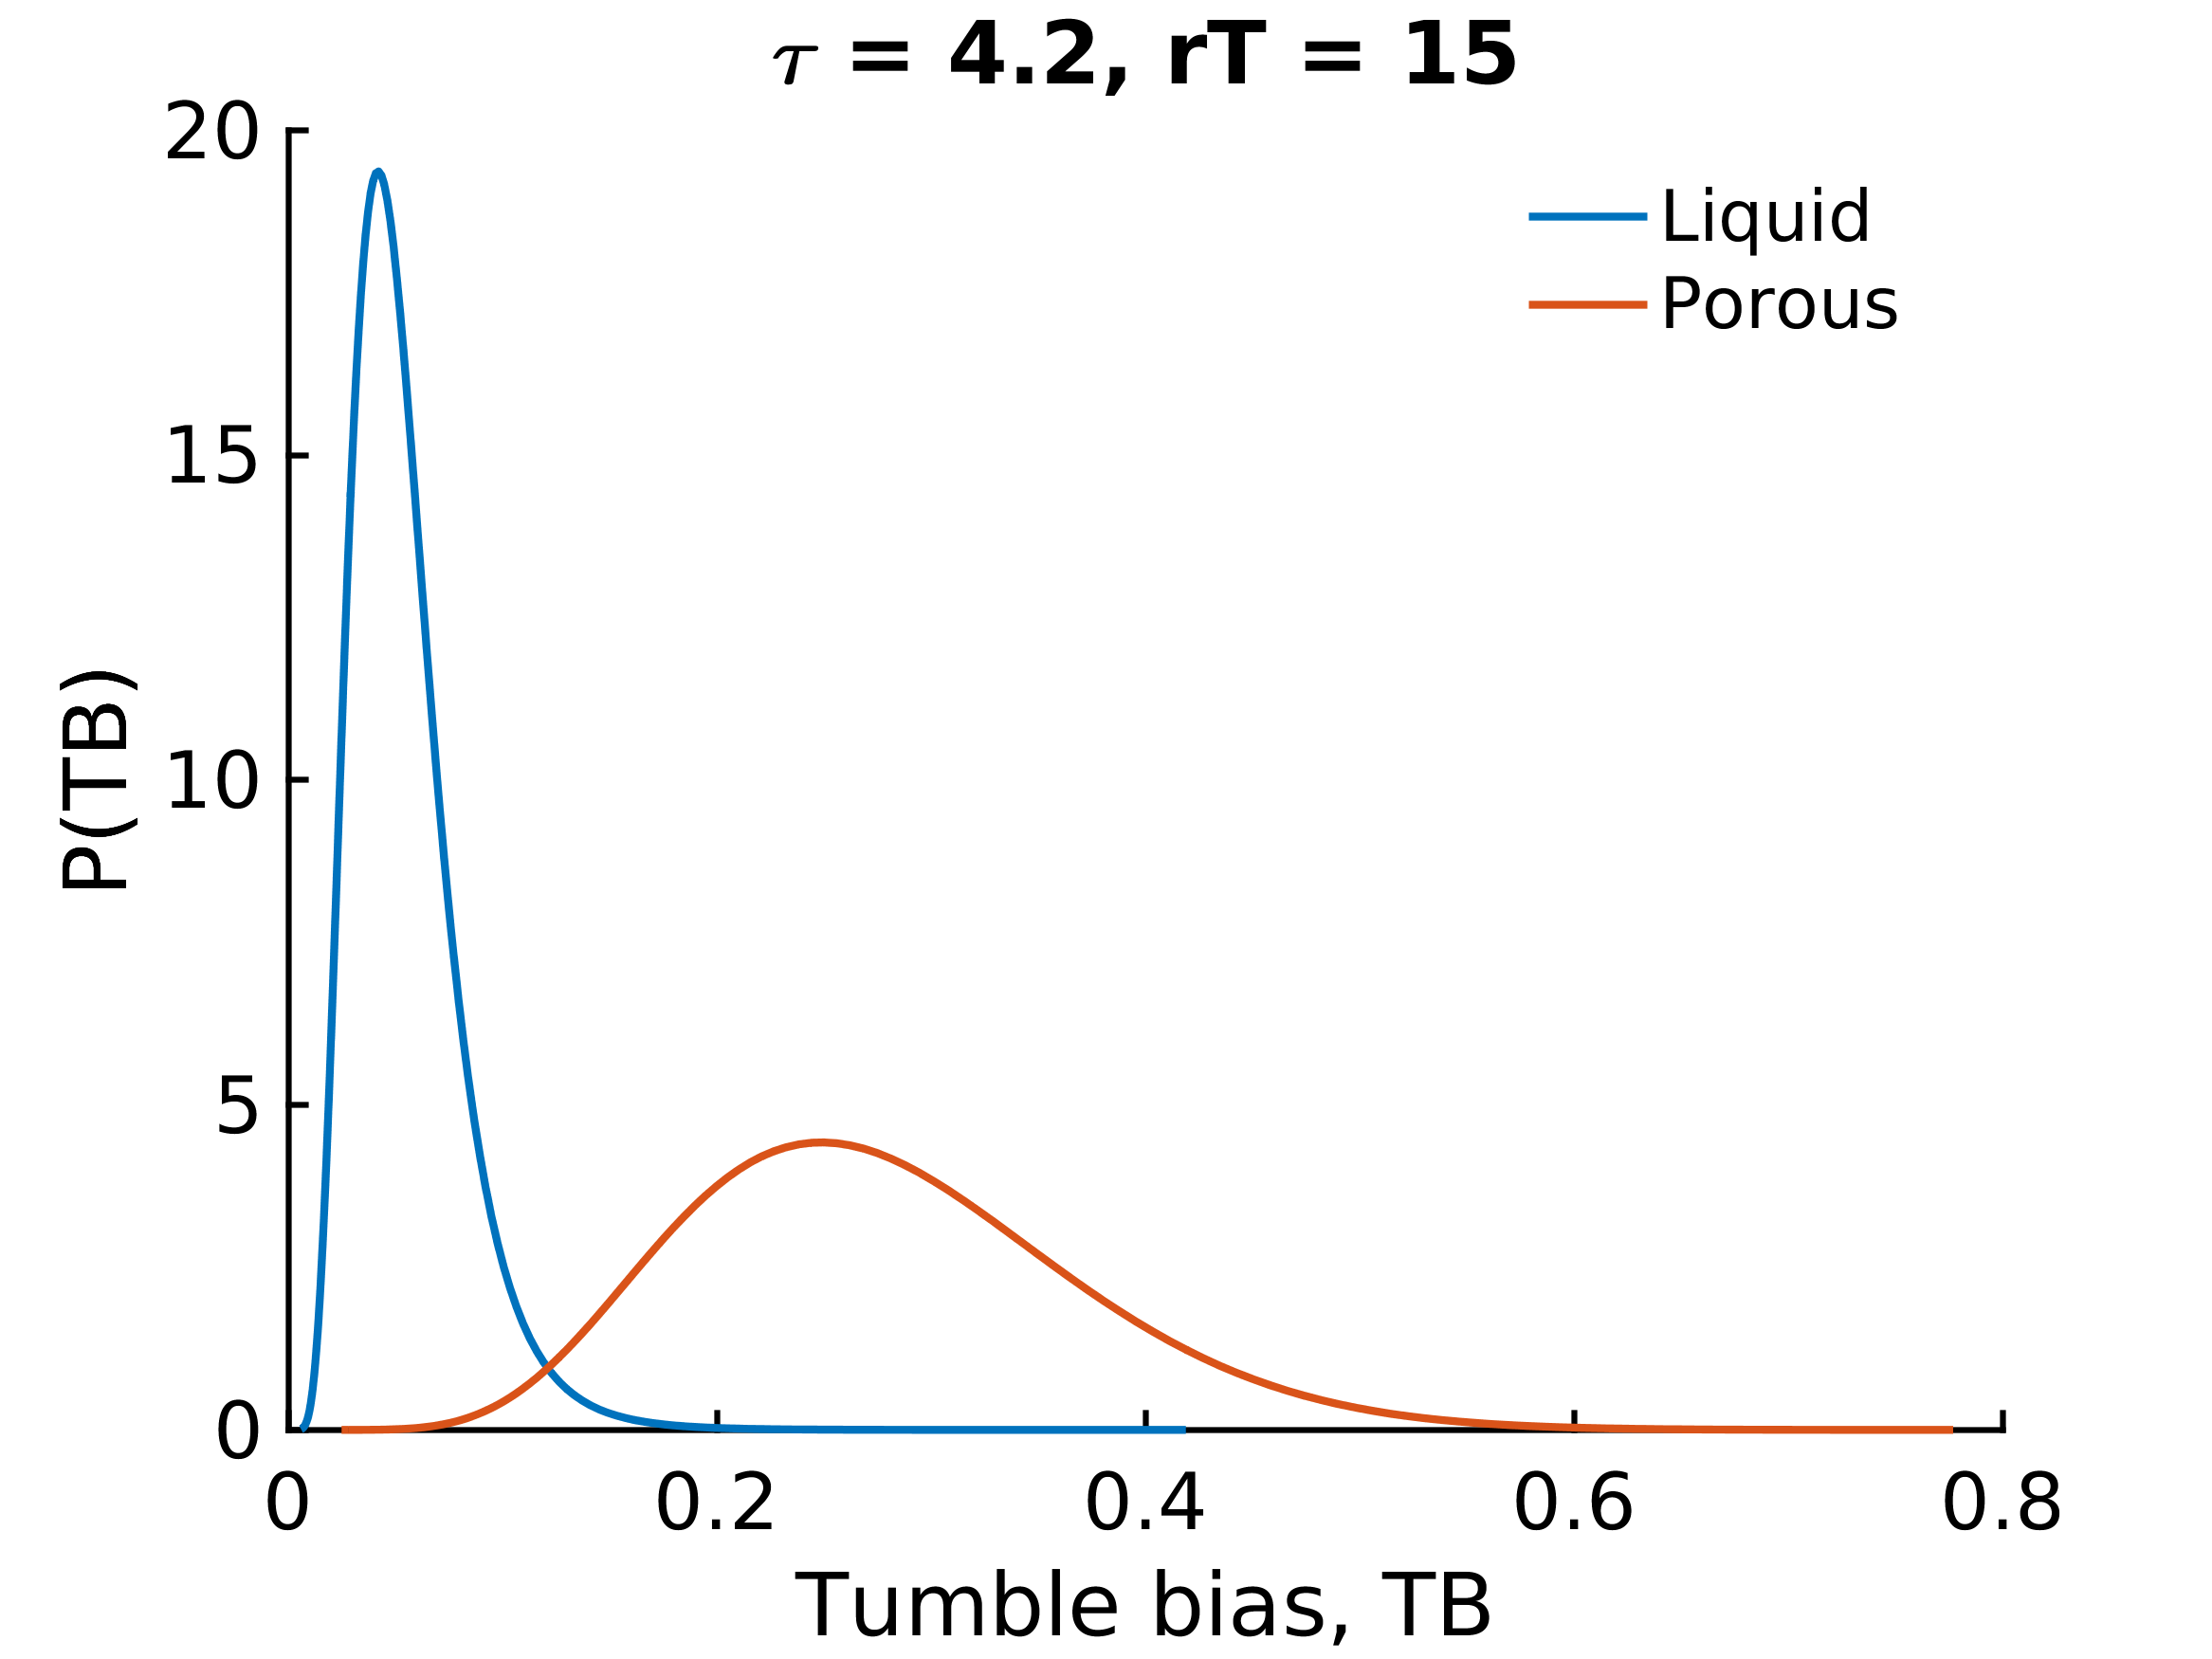 τ = 4.2, rT = 15
20
15
10
5
0
P(TB)
Liquid
Porous
0 0.2 0.4 0.6 0.8
Tumble bias, TB